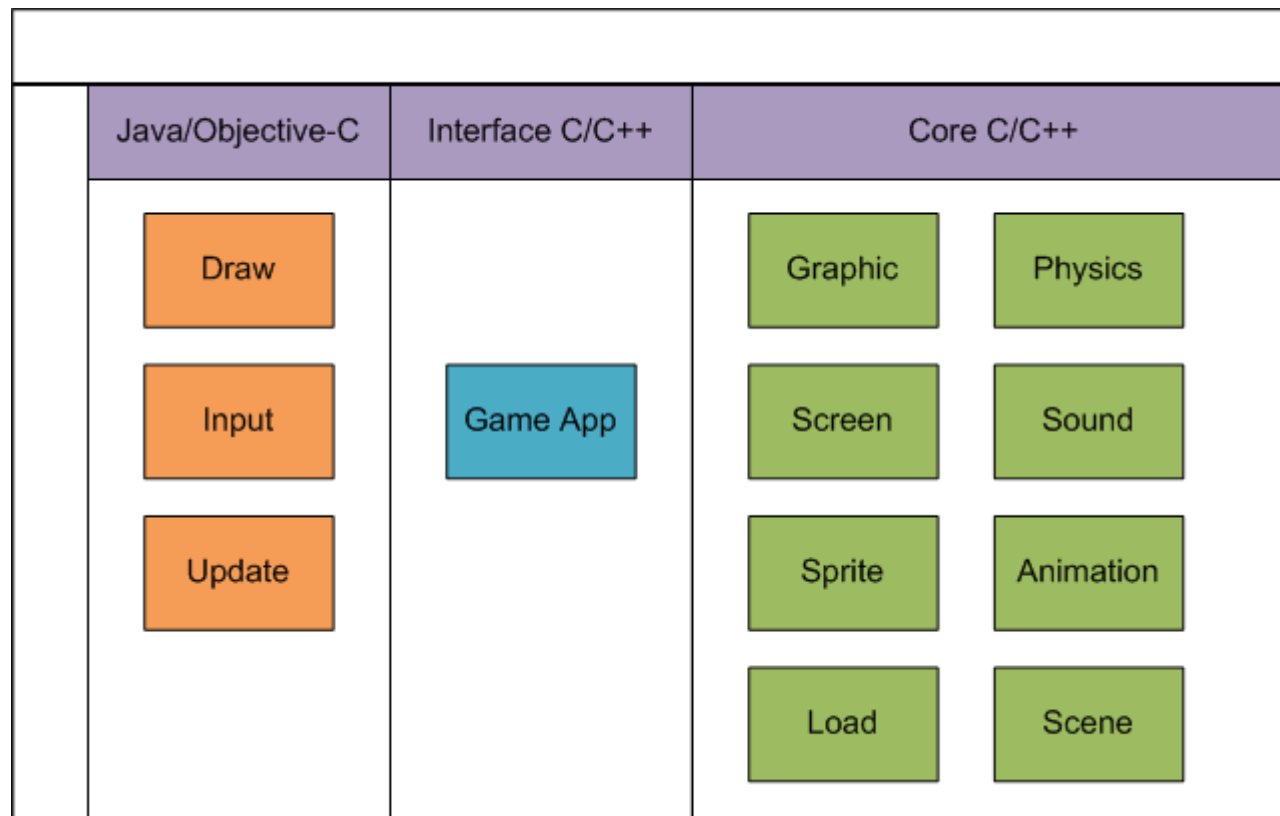 Java/Objective-C
Interface C/C++
Core C/C++
Draw
Graphic
Physics
Input
Game App
Screen
Sound
Update
Sprite
Animation
Load
Scene